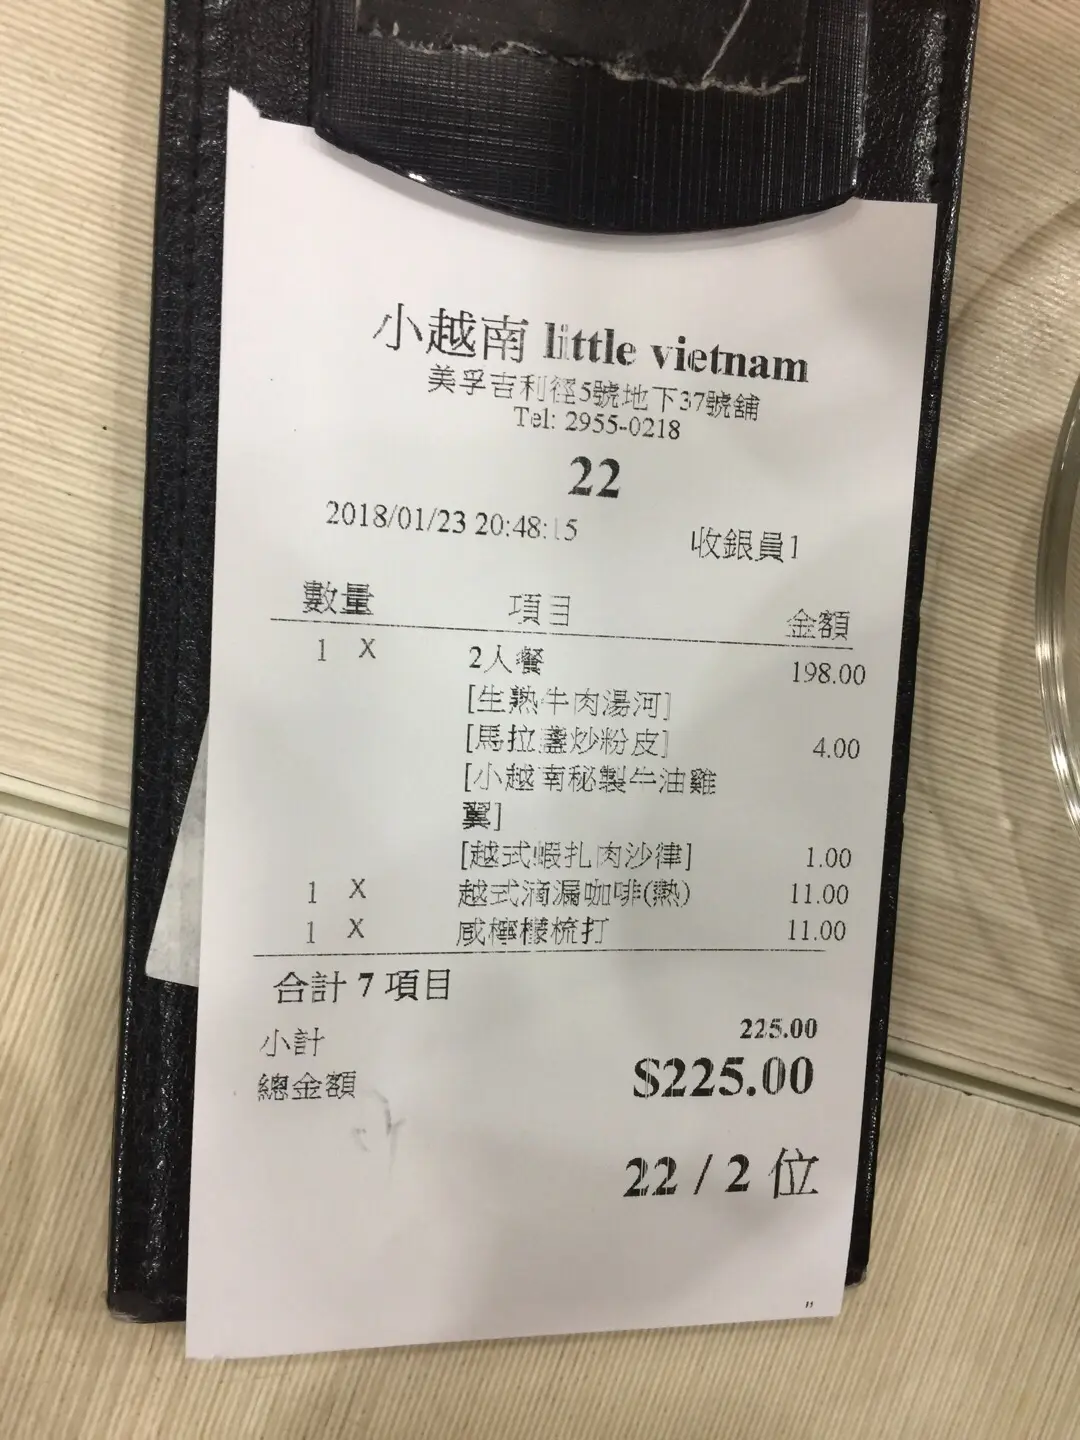 小越南 little vietnam
美孚吉利徑5號地下37號舖
Tel: 2955-0218
22
2018/01/23 20:48:15 收銀員1
數量 項目 金額
1 X 2人餐 198.00
[生熟牛肉湯河]
[馬拉盞炒粉皮] 4.00
[小越南秘製牛油雞
翼]
[越式蝦扎肉沙律] 1.00
1 X 越式滴漏咖啡(熱) 11.00
1 X 咸檸檬梳打 11.00
合計 7 項目
小計 225.00
總金額 $225.00
22 / 2 位